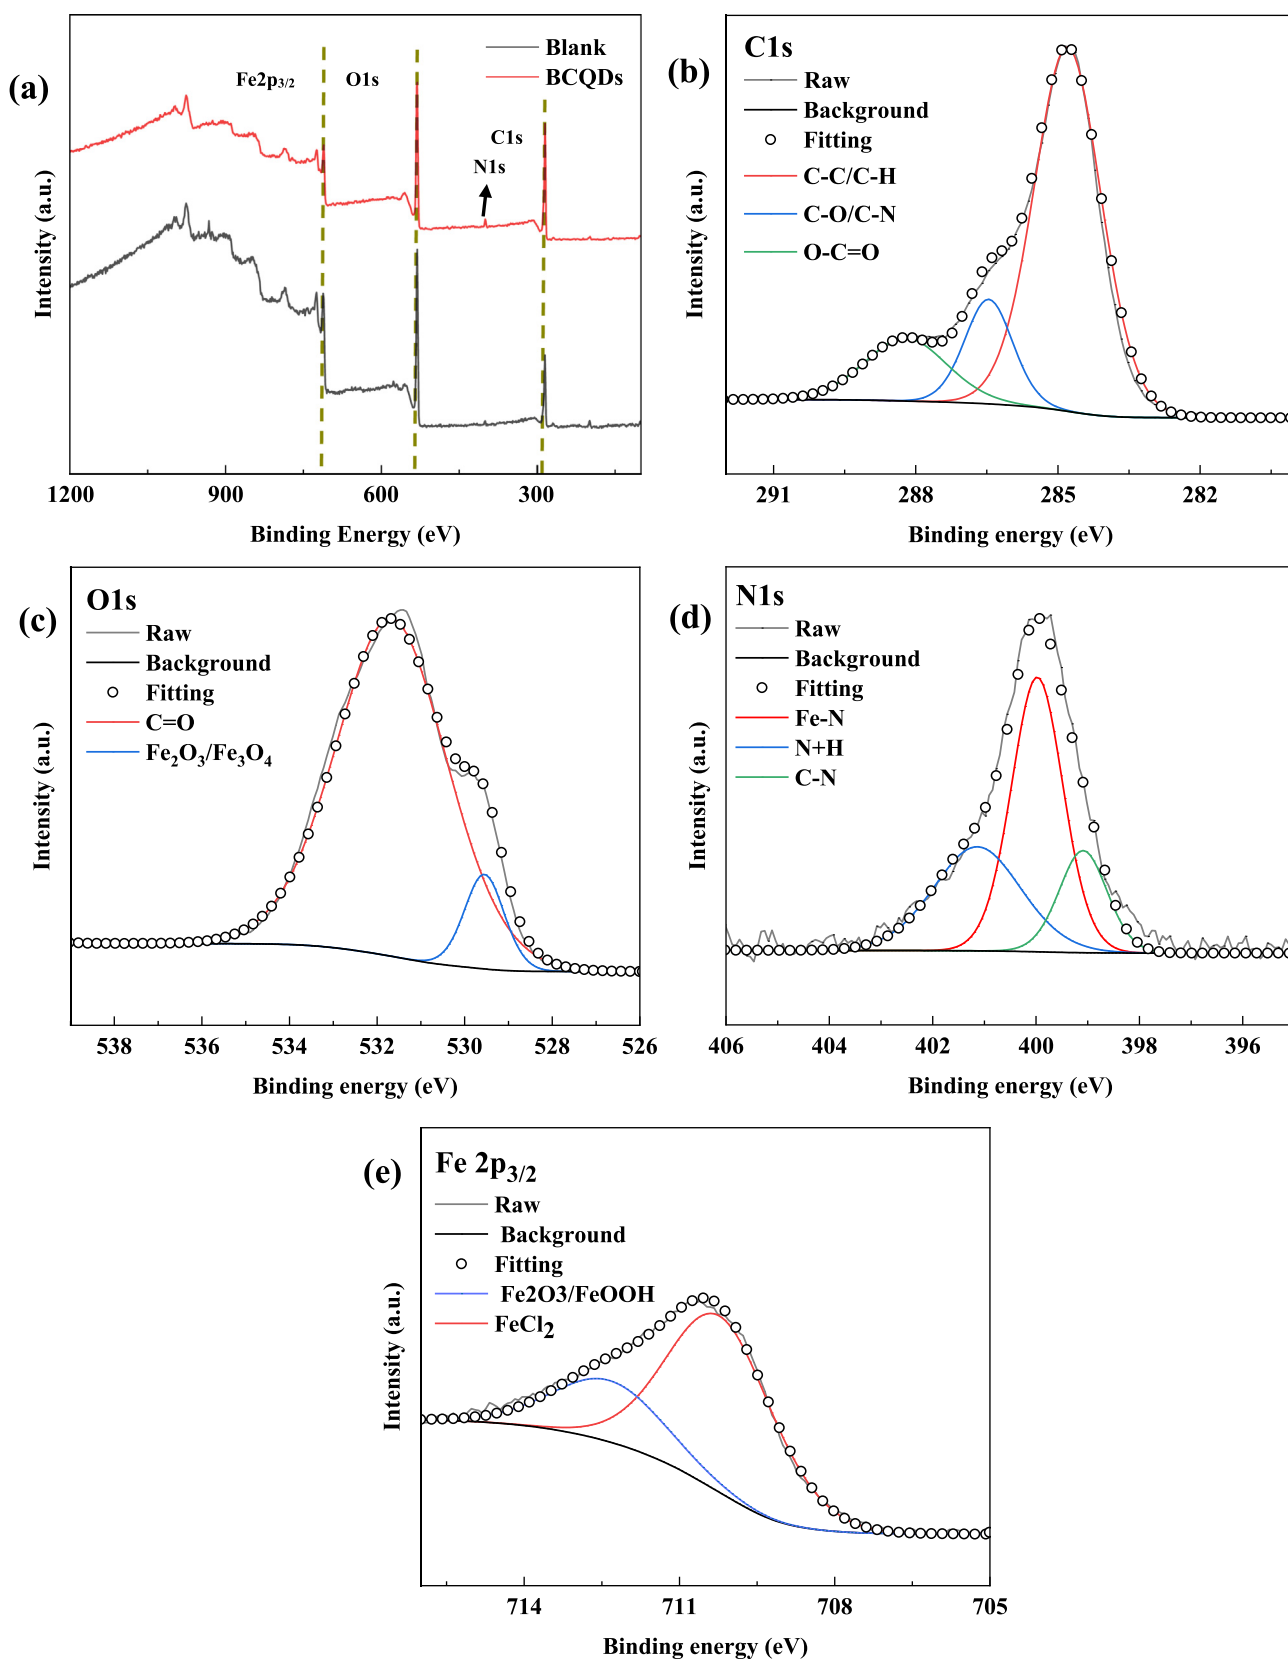 (a)
Blank
BCQDs
Fe2p3/2
O1s
C1s
N1s
Intensity (a.u.)
1200
900
600
300
Binding Energy (eV)
(b)
C1s
Raw
Background
Fitting
C-C/C-H
C-O/C-N
O-C=O
Intensity (a.u.)
291
288
285
282
Binding energy (eV)
(c)
O1s
Raw
Background
Fitting
C=O
Fe2O3/Fe3O4
Intensity (a.u.)
538
536
534
532
530
528
526
Binding energy (eV)
(d)
N1s
Raw
Background
Fitting
Fe-N
N+H
C-N
Intensity (a.u.)
406
404
402
400
398
396
Binding energy (eV)
(e)
Fe 2p3/2
Raw
Background
Fitting
Fe2O3/FeOOH
FeCl2
Intensity (a.u.)
714
711
708
705
Binding energy (eV)